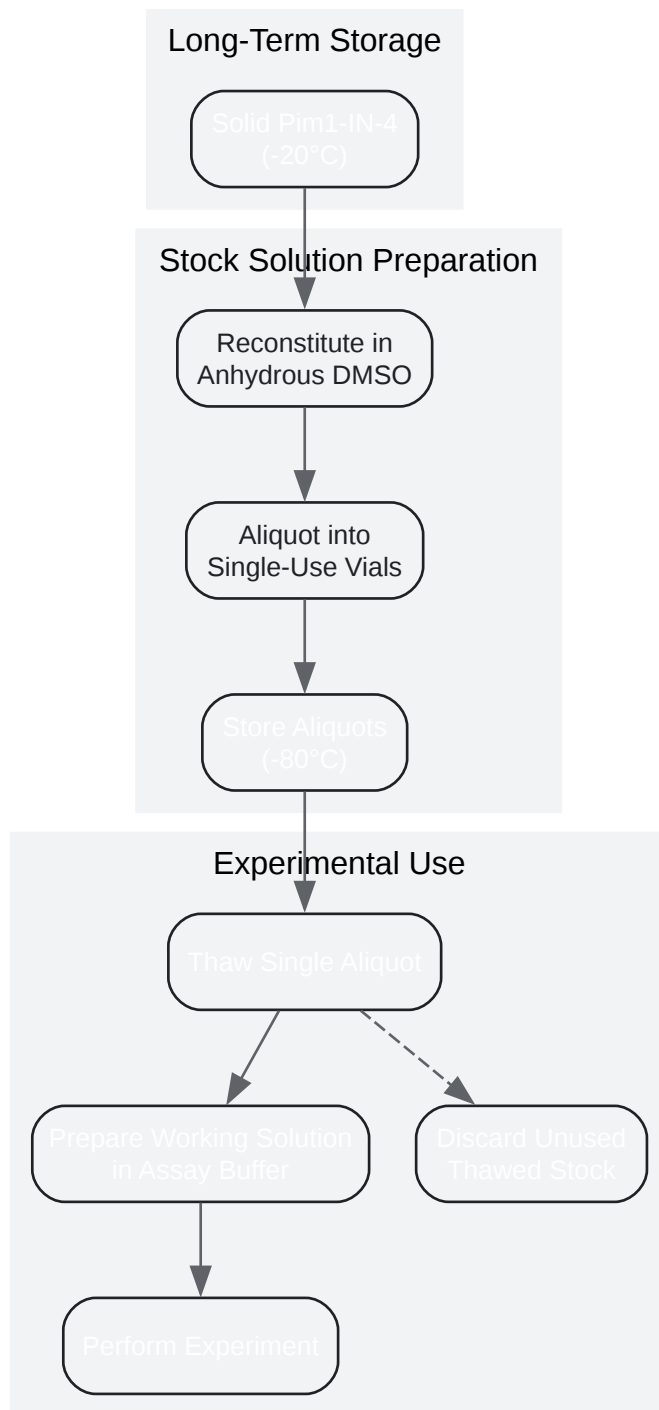 Long-Term Storage
Solid Pim1-IN-4
(-20°C)
Stock Solution Preparation
Reconstitute in
Anhydrous DMSO
Aliquot into
Single-Use Vials
Store Aliquots
(-80°C)
Experimental Use
Thaw Single Aliquot
Prepare Working Solution
in Assay Buffer
Discard Unused
Thawed Stock
Perform Experiment